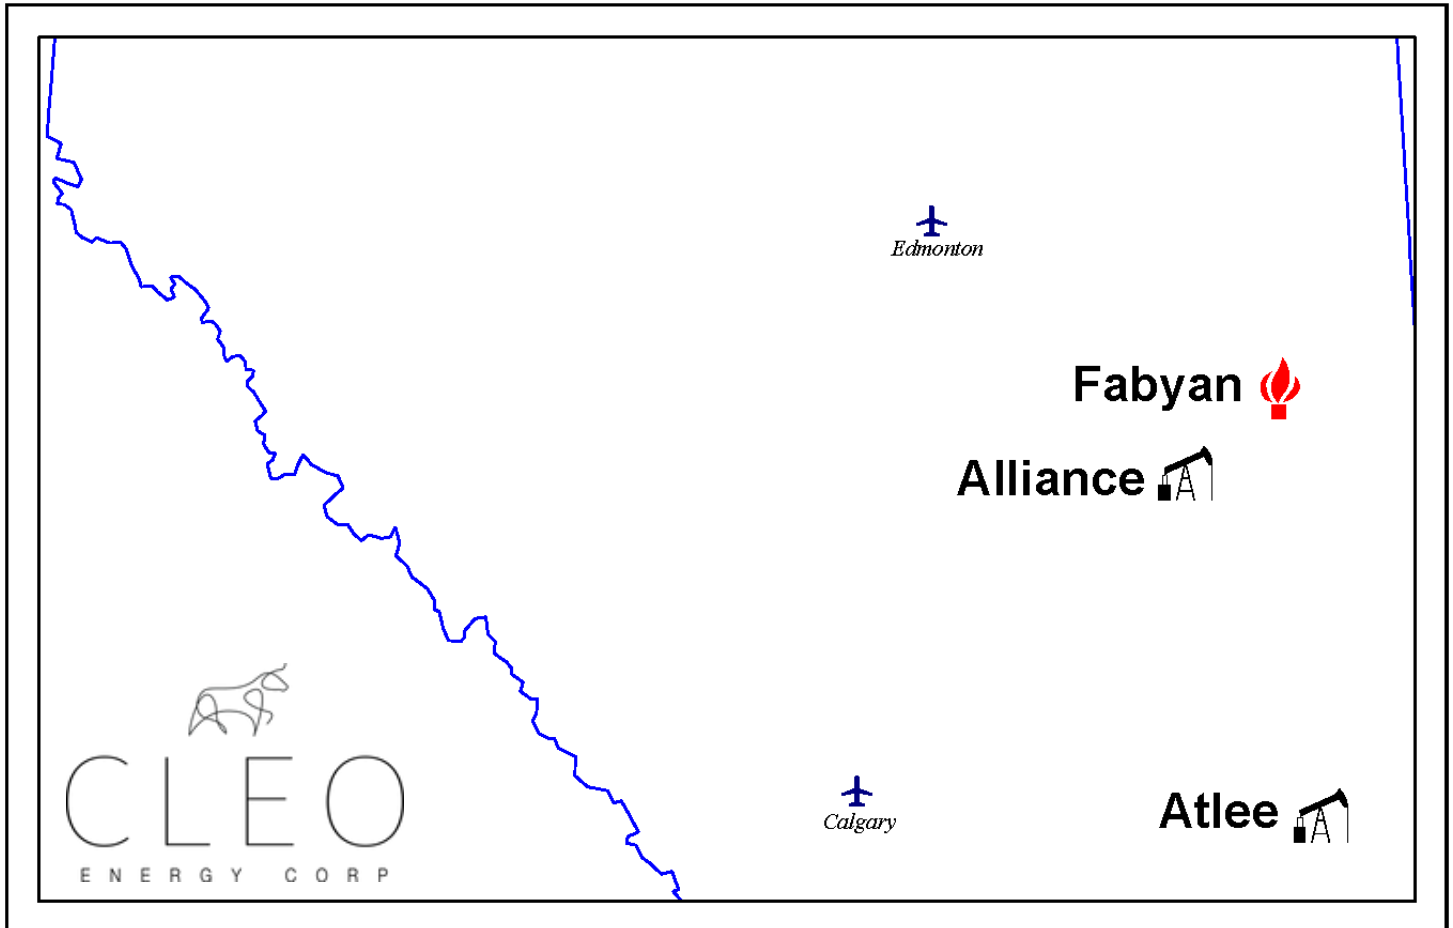 Edmonton
Fabyan
Alliance
CLEO
ENERGY CORP
Calgary
Atlee